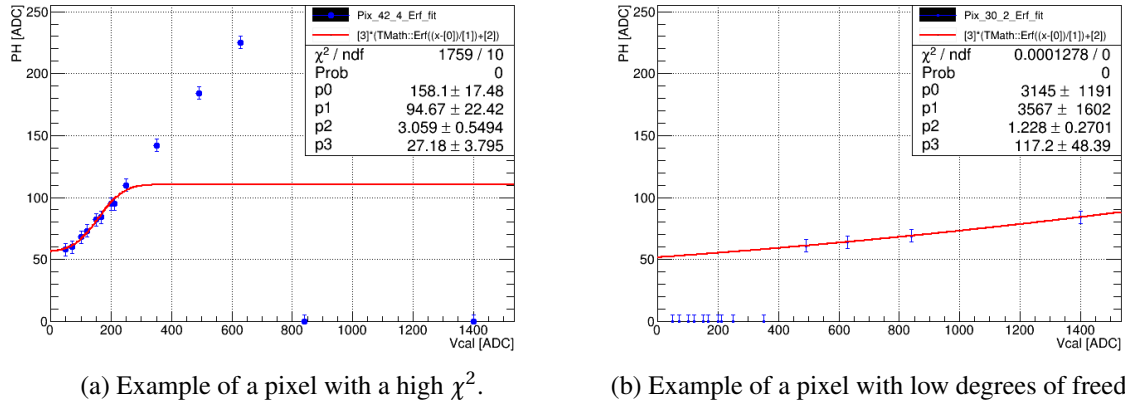 PH [ADC]
250
200
150
100
50
0
0 200 400 600 800 1000 1200 1400
Vcal [ADC]
Pix_42_4_Erf_fit
[3]*(TMath::Erf((x-[0])/[1])+[2])
χ² / ndf 1759 / 10
Prob 0
p0 158.1 ± 17.48
p1 94.67 ± 22.42
p2 3.059 ± 0.5494
p3 27.18 ± 3.795
(a) Example of a pixel with a high χ².
PH [ADC]
250
200
150
100
50
0
0 200 400 600 800 1000 1200 1400
Vcal [ADC]
Pix_30_2_Erf_fit
[3]*(TMath::Erf((x-[0])/[1])+[2])
χ² / ndf 0.0001278 / 0
Prob 0
p0 3145 ± 1191
p1 3567 ± 1602
p2 1.228 ± 0.2701
p3 117.2 ± 48.39
(b) Example of a pixel with low degrees of freed